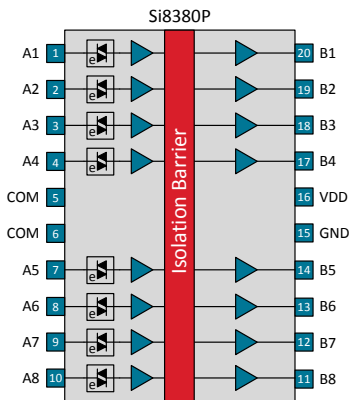 Si8380P
A1 1 e 20 B1
A2 2 e 19 B2
A3 3 e 18 B3
A4 4 e 17 B4
COM 5 16 VDD
COM 6 15 GND
Isolation Barrier
A5 7 e 14 B5
A6 8 e 13 B6
A7 9 e 12 B7
A8 10 e 11 B8